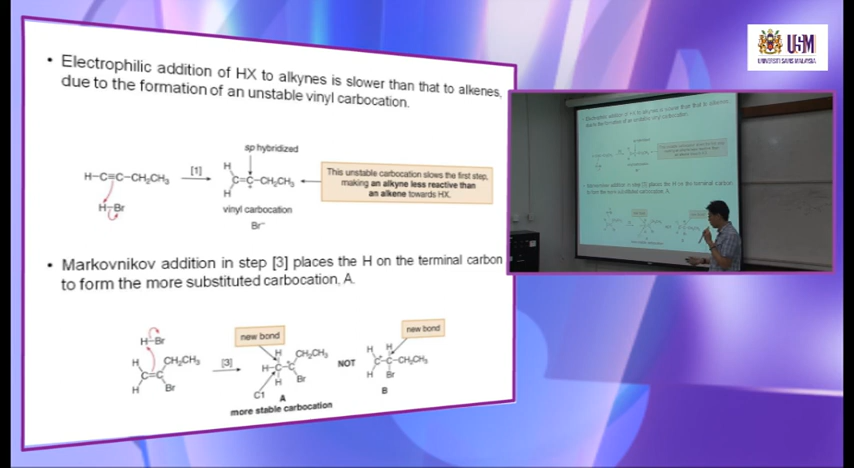 USM
UNIVERSITI SAINS MALAYSIA
• Electrophilic addition of HX to alkynes is slower than that to alkenes,
due to the formation of an unstable vinyl carbocation.
sp hybridized
H-C≡C-CH₂CH₃
[1]
H
C=C-CH₂CH₃
H
This unstable carbocation slows the first step,
making an alkyne less reactive than
an alkene towards HX.
H-Br
vinyl carbocation
Br⁻
• Markovnikov addition in step [3] places the H on the terminal carbon
to form the more substituted carbocation, A.
H-Br
new bond
new bond
H
CH₂CH₃
C=C
H
Br
[3]
H
CH₂CH₃
H-C-C⁺
H
Br
C1
A
more stable carbocation
NOT
H
H
C⁺-C-CH₂CH₃
H
Br
B